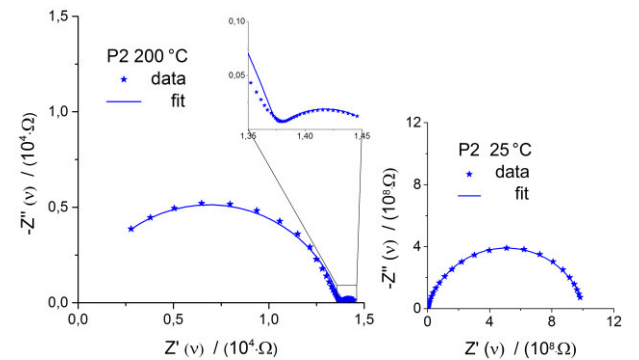 P2 200 °C
data
fit
-Z''(ν) / (10⁴·Ω)
1,5
1,0
0,5
0,0
0,0 0,5 1,0 1,5
Z' (ν) / (10⁴·Ω)
0,10
0,05
1,35 1,40 1,45
P2 25 °C
data
fit
-Z''(ν) / (10⁸Ω)
12
8
4
0
0 4 8 12
Z' (ν) / (10⁸Ω)